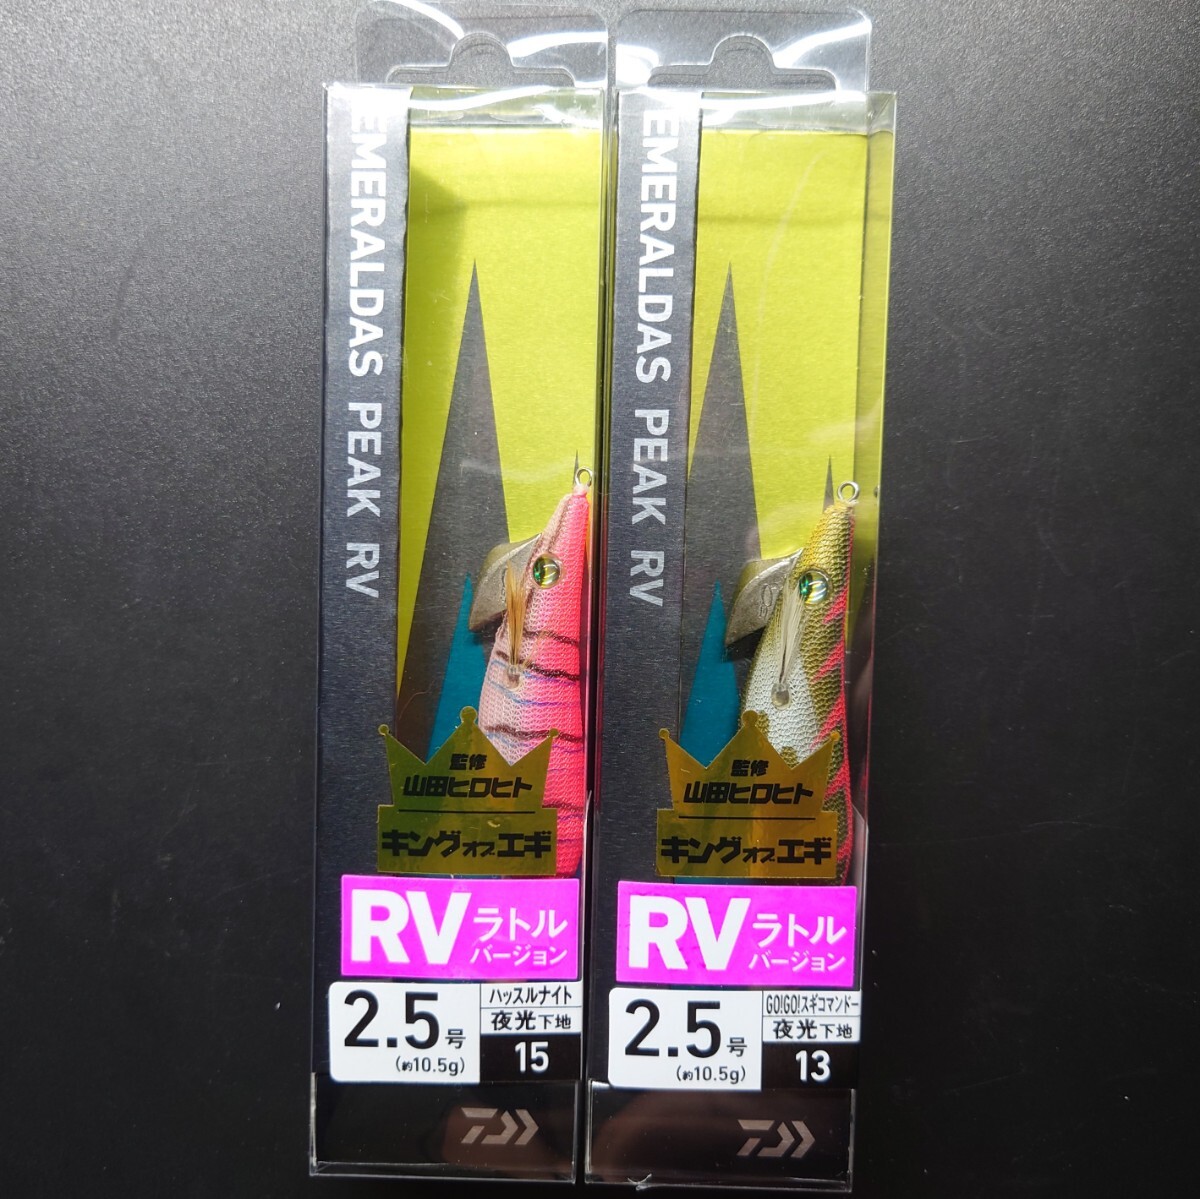 EMERALDAS PEAK RV
監修
山田ヒロヒト
キングオブエギ
RVラトル
バージョン
2.5号
(約10.5g)
ハッスルナイト
夜光下地
15
EMERALDAS PEAK RV
監修
山田ヒロヒト
キングオブエギ
RVラトル
バージョン
2.5号
(約10.5g)
GO!GO!スギコマンドー
夜光下地
13